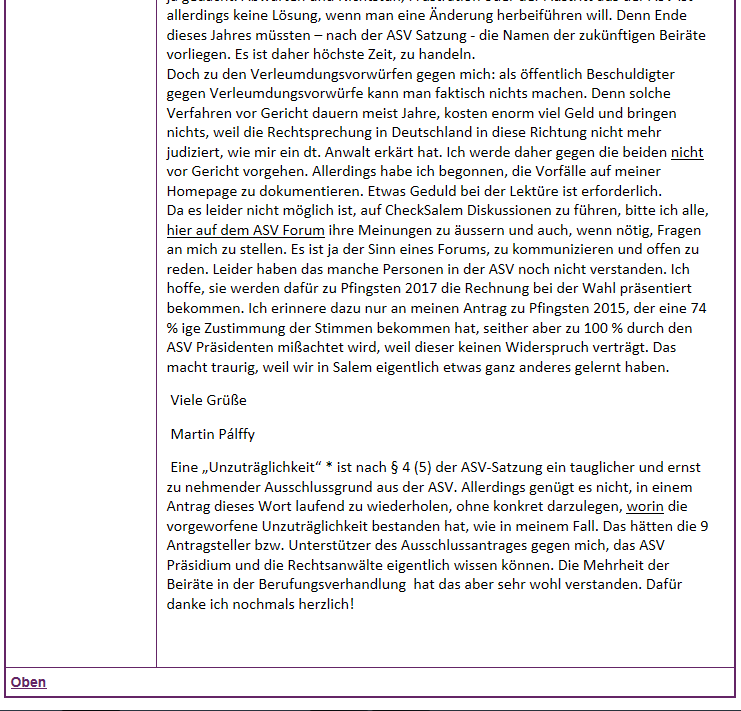 allerdings keine Lösung, wenn man eine Änderung herbeiführen will. Denn Ende
dieses Jahres müssten – nach der ASV Satzung - die Namen der zukünftigen Beiräte
vorliegen. Es ist daher höchste Zeit, zu handeln.
Doch zu den Verleumdungsvorwürfen gegen mich: als öffentlich Beschuldigter
gegen Verleumdungsvorwürfe kann man faktisch nichts machen. Denn solche
Verfahren vor Gericht dauern meist Jahre, kosten enorm viel Geld und bringen
nichts, weil die Rechtsprechung in Deutschland in diese Richtung nicht mehr
judiziert, wie mir ein dt. Anwalt erklärt hat. Ich werde daher gegen die beiden nicht
vor Gericht vorgehen. Allerdings habe ich begonnen, die Vorfälle auf meiner
Homepage zu dokumentieren. Etwas Geduld bei der Lektüre ist erforderlich.
Da es leider nicht möglich ist, auf CheckSalem Diskussionen zu führen, bitte ich alle,
hier auf dem ASV Forum ihre Meinungen zu äussern und auch, wenn nötig, Fragen
an mich zu stellen. Es ist ja der Sinn eines Forums, zu kommunizieren und offen zu
reden. Leider haben das manche Personen in der ASV noch nicht verstanden. Ich
hoffe, sie werden dafür zu Pfingsten 2017 die Rechnung bei der Wahl präsentiert
bekommen. Ich erinnere dazu nur an meinen Antrag zu Pfingsten 2015, der eine 74
% ige Zustimmung der Stimmen bekommen hat, seither aber zu 100 % durch den
ASV Präsidenten mißachtet wird, weil dieser keinen Widerspruch verträgt. Das
macht traurig, weil wir in Salem eigentlich etwas ganz anderes gelernt haben.
Viele Grüße
Martin Pálffy
Eine „Unzuträglichkeit“ * ist nach § 4 (5) der ASV-Satzung ein tauglicher und ernst
zu nehmender Ausschlussgrund aus der ASV. Allerdings genügt es nicht, in einem
Antrag dieses Wort laufend zu wiederholen, ohne konkret darzulegen, worin die
vorgeworfene Unzuträglichkeit bestanden hat, wie in meinem Fall. Das hätten die 9
Antragsteller bzw. Unterstützer des Ausschlussantrages gegen mich, das ASV
Präsidium und die Rechtsanwälte eigentlich wissen können. Die Mehrheit der
Beiräte in der Berufungsverhandlung hat das aber sehr wohl verstanden. Dafür
danke ich nochmals herzlich!
Oben